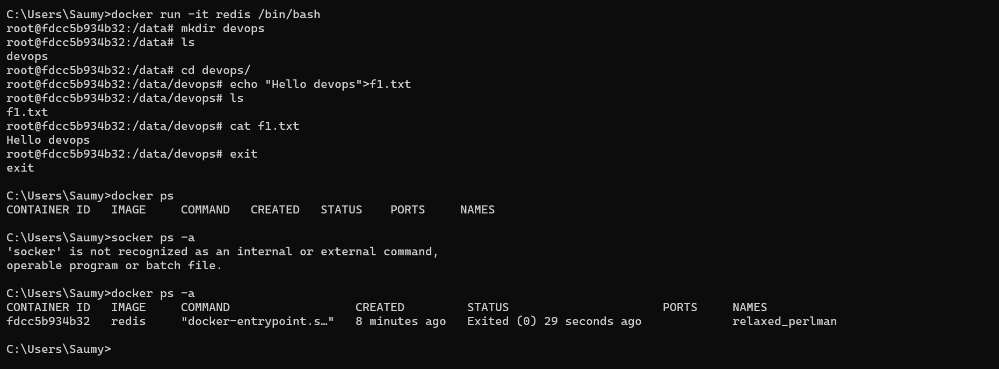 C:\Users\Saumy>docker run -it redis /bin/bash
root@fdcc5b934b32:/data# mkdir devops
root@fdcc5b934b32:/data# ls
devops
root@fdcc5b934b32:/data# cd devops/
root@fdcc5b934b32:/data/devops# echo "Hello devops">f1.txt
root@fdcc5b934b32:/data/devops# ls
f1.txt
root@fdcc5b934b32:/data/devops# cat f1.txt
Hello devops
root@fdcc5b934b32:/data/devops# exit
exit

C:\Users\Saumy>docker ps
CONTAINER ID   IMAGE     COMMAND   CREATED   STATUS    PORTS     NAMES

C:\Users\Saumy>socker ps -a
'socker' is not recognized as an internal or external command,
operable program or batch file.

C:\Users\Saumy>docker ps -a
CONTAINER ID   IMAGE     COMMAND                  CREATED         STATUS                      PORTS     NAMES
fdcc5b934b32   redis     "docker-entrypoint.s…"   8 minutes ago   Exited (0) 29 seconds ago             relaxed_perlman

C:\Users\Saumy>